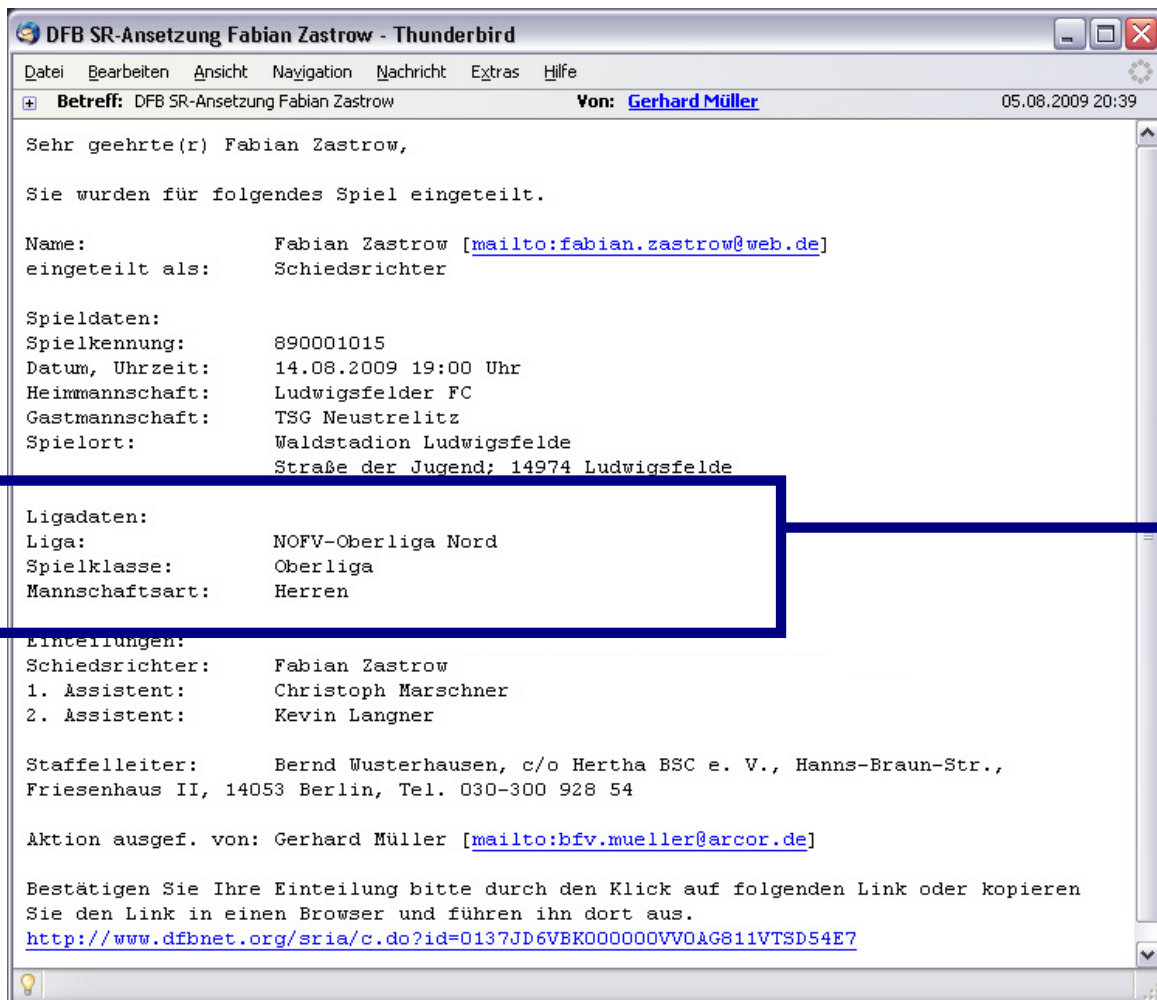 DFB SR-Ansetzung Fabian Zastrow - Thunderbird
Datei Bearbeiten Ansicht Navigation Nachricht Extras Hilfe
Betreff: DFB SR-Ansetzung Fabian Zastrow Von: Gerhard Müller 05.08.2009 20:39
Sehr geehrte(r) Fabian Zastrow,
Sie wurden für folgendes Spiel eingeteilt.
Name: Fabian Zastrow [mailto:fabian.zastrow@web.de]
eingeteilt als: Schiedsrichter
Spieldaten:
Spielkennung: 890001015
Datum, Uhrzeit: 14.08.2009 19:00 Uhr
Heimmannschaft: Ludwigsfelder FC
Gastmannschaft: TSG Neustrelitz
Spielort: Waldstadion Ludwigsfelde
Straße der Jugend; 14974 Ludwigsfelde
Ligadaten:
Liga: NOFV-Oberliga Nord
Spielklasse: Oberliga
Mannschaftsart: Herren
Einteilungen:
Schiedsrichter: Fabian Zastrow
1. Assistent: Christoph Marschner
2. Assistent: Kevin Langner
Staffelleiter: Bernd Wusterhausen, c/o Hertha BSC e. V., Hanns-Braun-Str.,
Friesenhaus II, 14053 Berlin, Tel. 030-300 928 54
Aktion ausgef. von: Gerhard Müller [mailto:bfv.mueller@arcor.de]
Bestätigen Sie Ihre Einteilung bitte durch den Klick auf folgenden Link oder kopieren
Sie den Link in einen Browser und führen ihn dort aus.
http://www.dfbnet.org/sria/c.do?id=0137JD6VBK000000VV0AG811VTSD54E7